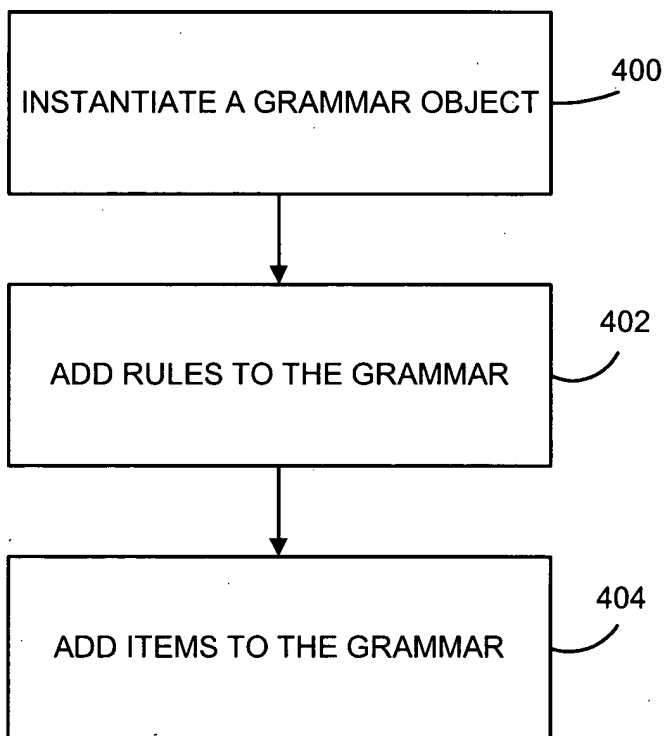 INSTANTIATE A GRAMMAR OBJECT
400
ADD RULES TO THE GRAMMAR
402
ADD ITEMS TO THE GRAMMAR
404